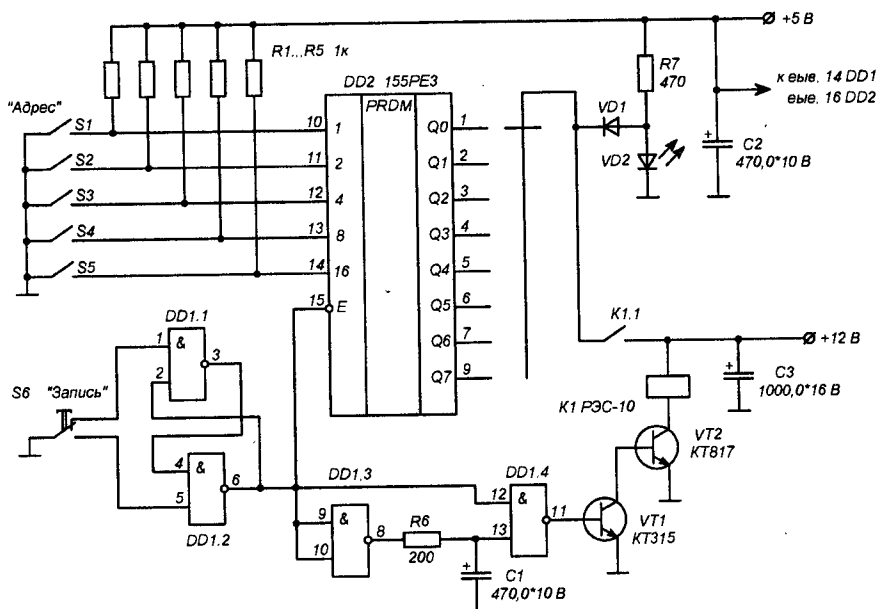 +5 В
R1...R5 1к
R7
470
DD2 155РЕ3
к выв. 14 DD1
выв. 16 DD2
"Адрес"
PRDM
VD1
S1
10
1
Q0
1
VD2
C2
470,0*10 В
+
S2
11
2
Q1
2
S3
12
4
Q2
3
S4
13
8
Q3
4
S5
14
16
Q4
5
15
E
Q5
6
DD1.1
Q6
7
K1.1
+12 В
1
&
3
2
Q7
9
+
C3
1000,0*16 В
S6 "Запись"
K1 РЭС-10
VT2
КТ817
4
&
6
5
DD1.3
DD1.4
DD1.2
12
&
11
13
9
&
8
10
R6
200
VT1
КТ315
+
C1
470,0*10 В